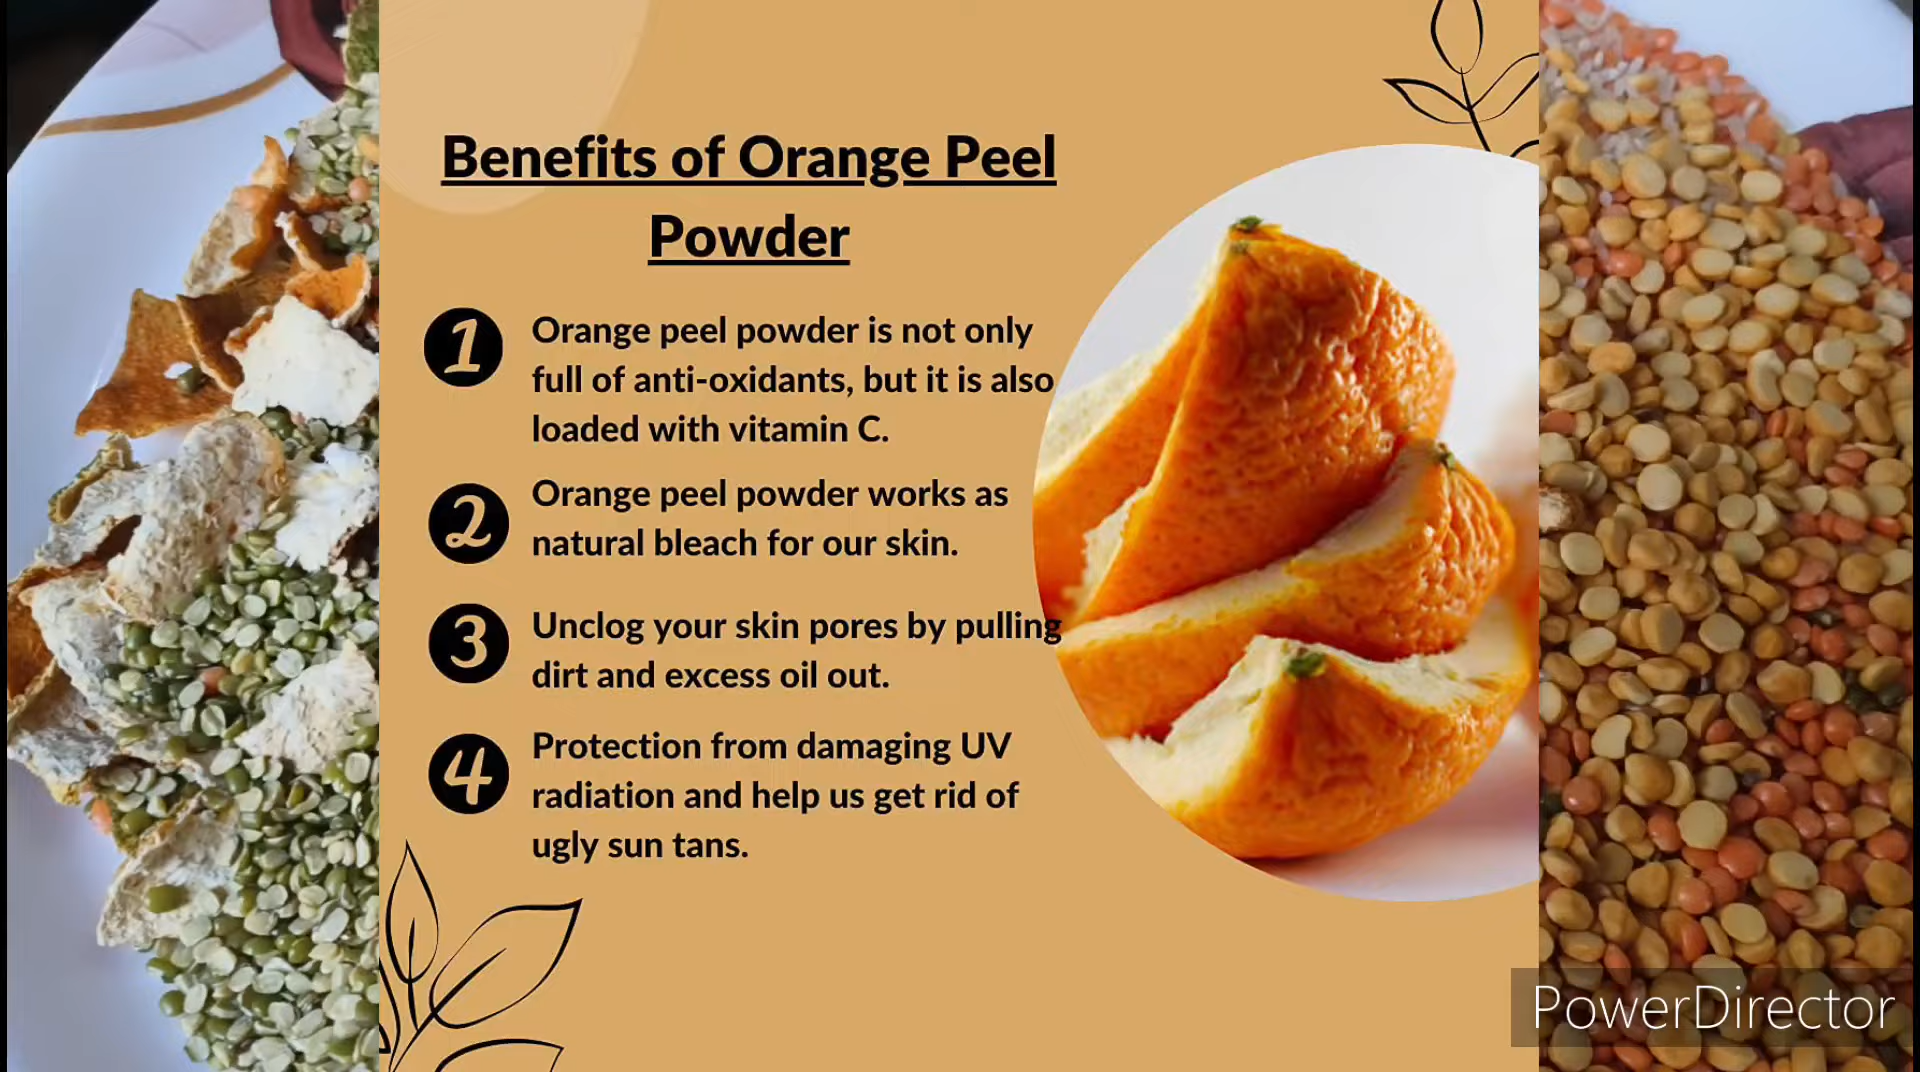 Benefits of Orange Peel
Powder
1
Orange peel powder is not only
full of anti-oxidants, but it is also
loaded with vitamin C.
2
Orange peel powder works as
natural bleach for our skin.
3
Unclog your skin pores by pulling
dirt and excess oil out.
4
Protection from damaging UV
radiation and help us get rid of
ugly sun tans.
PowerDirector